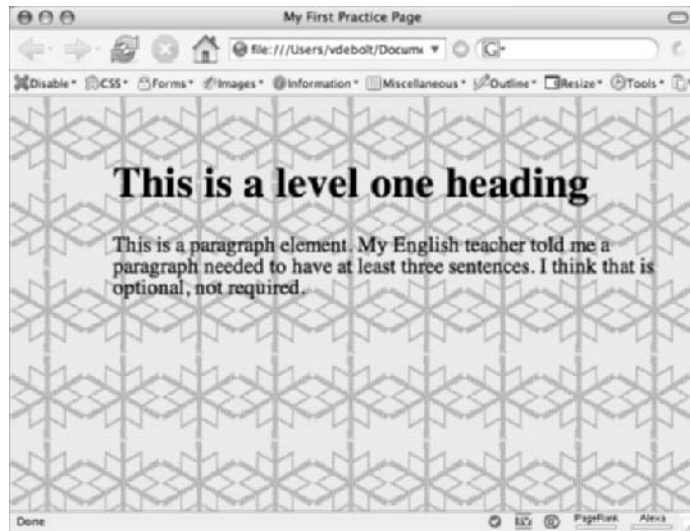 My First Practice Page
file:///Users/vdebolt/Docume
G
Disable CSS Forms Images Information Miscellaneous Outline Resize Tools
This is a level one heading
This is a paragraph element. My English teacher told me a
paragraph needed to have at least three sentences. I think that is
optional, not required.
Done PageRank Alexa